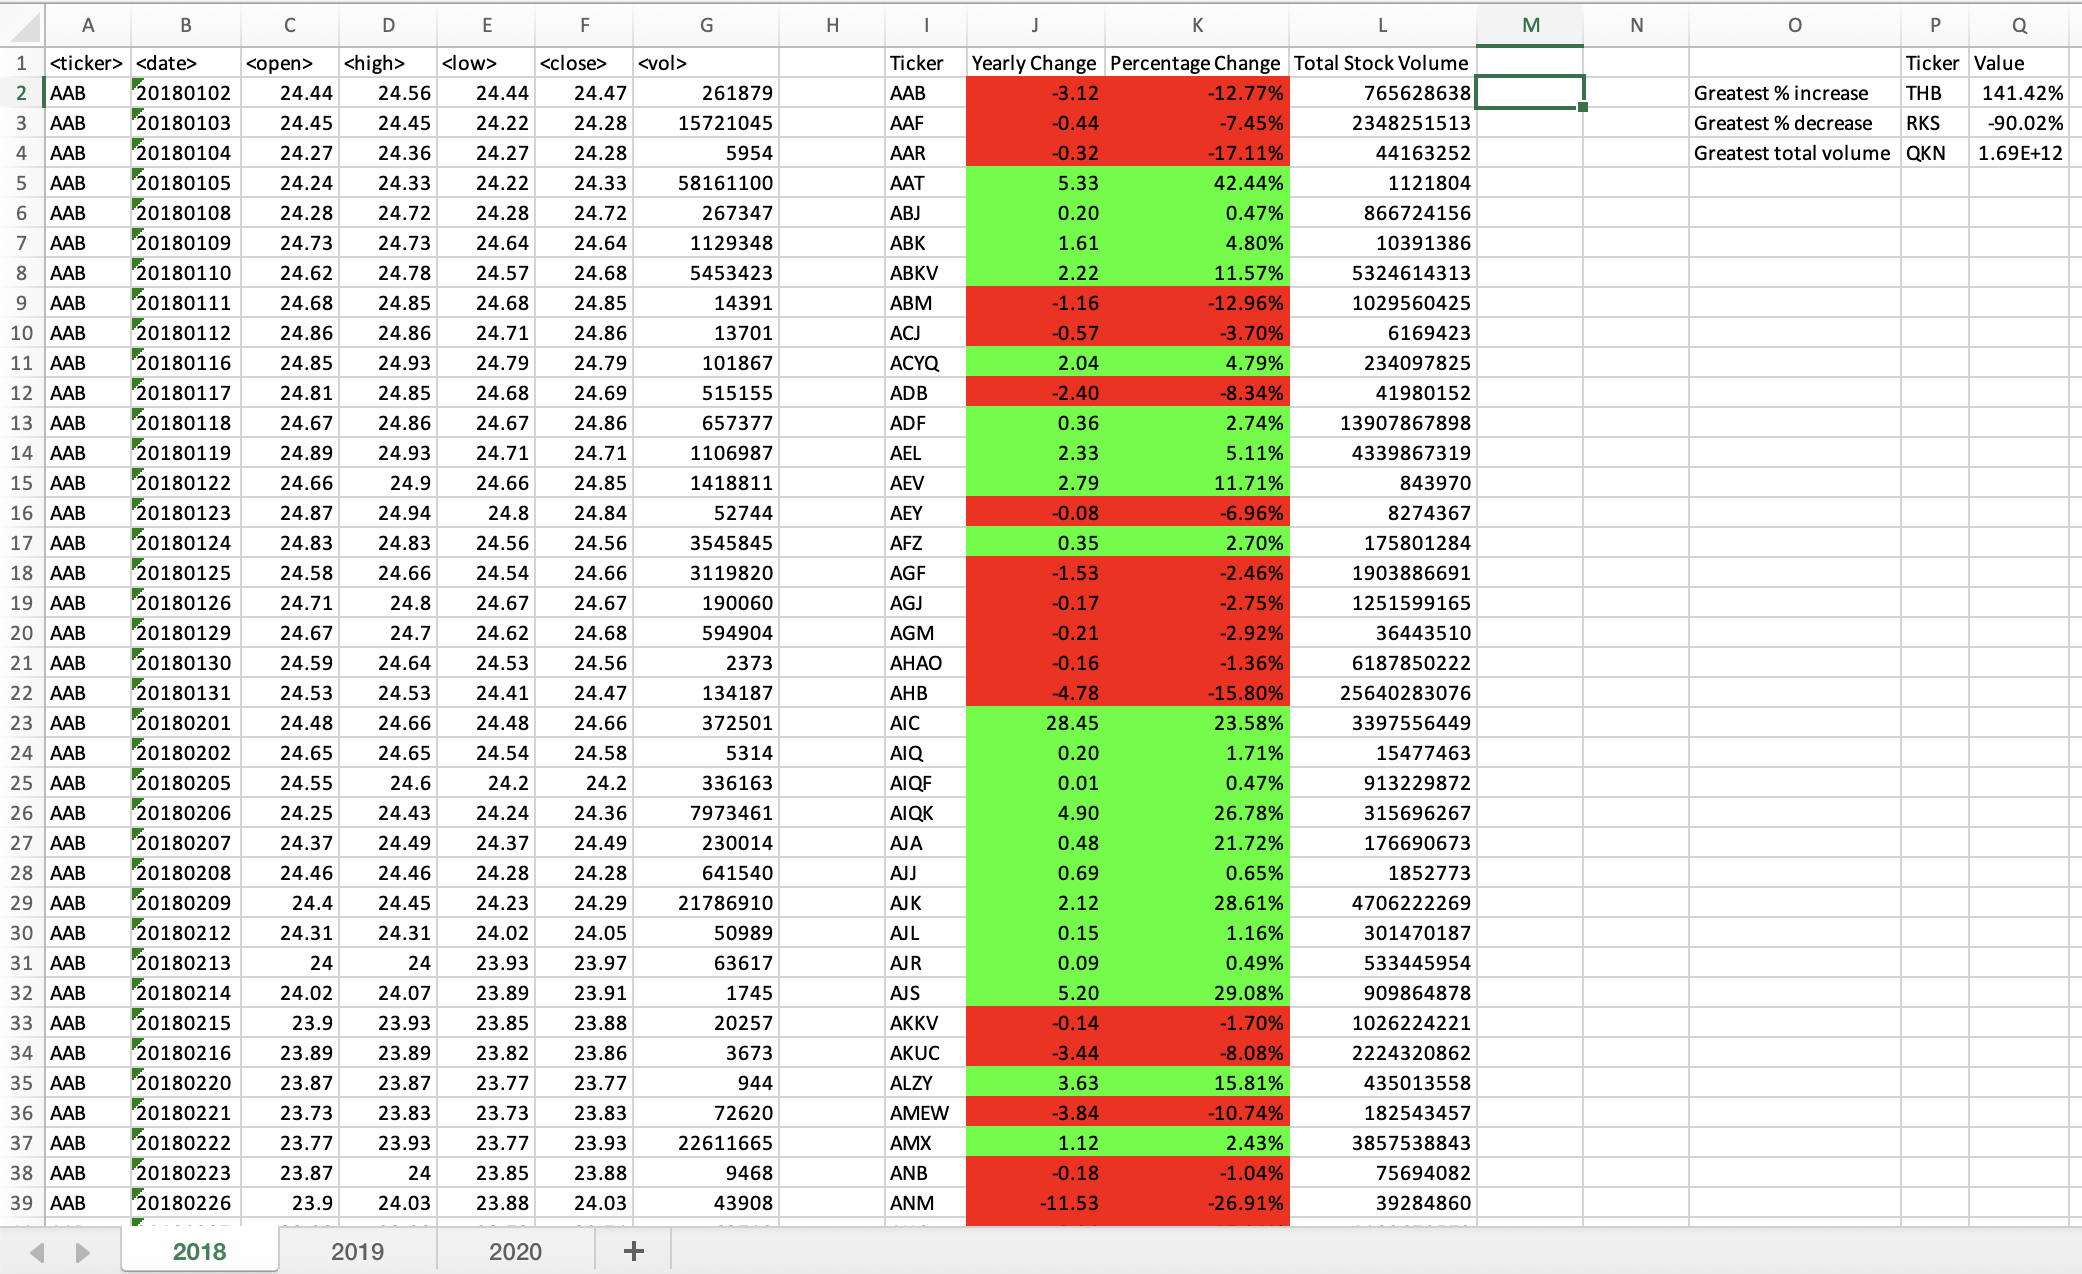 A B C D E F G H I J K L M N O P Q
1 <ticker> <date> <open> <high> <low> <close> <vol> Ticker Yearly Change Percentage Change Total Stock Volume Ticker Value
2 AAB 20180102 24.44 24.56 24.44 24.47 261879 AAB -3.12 -12.77% 765628638 Greatest % increase THB 141.42%
3 AAB 20180103 24.45 24.45 24.22 24.28 15721045 AAF -0.44 -7.45% 2348251513 Greatest % decrease RKS -90.02%
4 AAB 20180104 24.27 24.36 24.27 24.28 5954 AAR -0.32 -17.11% 44163252 Greatest total volume QKN 1.69E+12
5 AAB 20180105 24.24 24.33 24.22 24.33 58161100 AAT 5.33 42.44% 1121804
6 AAB 20180108 24.28 24.72 24.28 24.72 267347 ABJ 0.20 0.47% 866724156
7 AAB 20180109 24.73 24.73 24.64 24.64 1129348 ABK 1.61 4.80% 10391386
8 AAB 20180110 24.62 24.78 24.57 24.68 5453423 ABKV 2.22 11.57% 5324614313
9 AAB 20180111 24.68 24.85 24.68 24.85 14391 ABM -1.16 -12.96% 1029560425
10 AAB 20180112 24.86 24.86 24.71 24.86 13701 ACJ -0.57 -3.70% 6169423
11 AAB 20180116 24.85 24.93 24.79 24.79 101867 ACYQ 2.04 4.79% 234097825
12 AAB 20180117 24.81 24.85 24.68 24.69 515155 ADB -2.40 -8.34% 41980152
13 AAB 20180118 24.67 24.86 24.67 24.86 657377 ADF 0.36 2.74% 13907867898
14 AAB 20180119 24.89 24.93 24.71 24.71 1106987 AEL 2.33 5.11% 4339867319
15 AAB 20180122 24.66 24.9 24.66 24.85 1418811 AEV 2.79 11.71% 843970
16 AAB 20180123 24.87 24.94 24.8 24.84 52744 AEY -0.08 -6.96% 8274367
17 AAB 20180124 24.83 24.83 24.56 24.56 3545845 AFZ 0.35 2.70% 175801284
18 AAB 20180125 24.58 24.66 24.54 24.66 3119820 AGF -1.53 -2.46% 1903886691
19 AAB 20180126 24.71 24.8 24.67 24.67 190060 AGJ -0.17 -2.75% 1251599165
20 AAB 20180129 24.67 24.7 24.62 24.68 594904 AGM -0.21 -2.92% 36443510
21 AAB 20180130 24.59 24.64 24.53 24.56 2373 AHAO -0.16 -1.36% 6187850222
22 AAB 20180131 24.53 24.53 24.41 24.47 134187 AHB -4.78 -15.80% 25640283076
23 AAB 20180201 24.48 24.66 24.48 24.66 372501 AIC 28.45 23.58% 3397556449
24 AAB 20180202 24.65 24.65 24.54 24.58 5314 AIQ 0.20 1.71% 15477463
25 AAB 20180205 24.55 24.6 24.2 24.2 336163 AIQF 0.01 0.47% 913229872
26 AAB 20180206 24.25 24.43 24.24 24.36 7973461 AIQK 4.90 26.78% 315696267
27 AAB 20180207 24.37 24.49 24.37 24.49 230014 AJA 0.48 21.72% 176690673
28 AAB 20180208 24.46 24.46 24.28 24.28 641540 AJJ 0.69 0.65% 1852773
29 AAB 20180209 24.4 24.45 24.23 24.29 21786910 AJK 2.12 28.61% 4706222269
30 AAB 20180212 24.31 24.31 24.02 24.05 50989 AJL 0.15 1.16% 301470187
31 AAB 20180213 24 24 23.93 23.97 63617 AJR 0.09 0.49% 533445954
32 AAB 20180214 24.02 24.07 23.89 23.91 1745 AJS 5.20 29.08% 909864878
33 AAB 20180215 23.9 23.93 23.85 23.88 20257 AKKV -0.14 -1.70% 1026224221
34 AAB 20180216 23.89 23.89 23.82 23.86 3673 AKUC -3.44 -8.08% 2224320862
35 AAB 20180220 23.87 23.87 23.77 23.77 944 ALZY 3.63 15.81% 435013558
36 AAB 20180221 23.73 23.83 23.73 23.83 72620 AMEW -3.84 -10.74% 182543457
37 AAB 20180222 23.77 23.93 23.77 23.93 22611665 AMX 1.12 2.43% 3857538843
38 AAB 20180223 23.87 24 23.85 23.88 9468 ANB -0.18 -1.04% 75694082
39 AAB 20180226 23.9 24.03 23.88 24.03 43908 ANM -11.53 -26.91% 39284860
2018 2019 2020 +